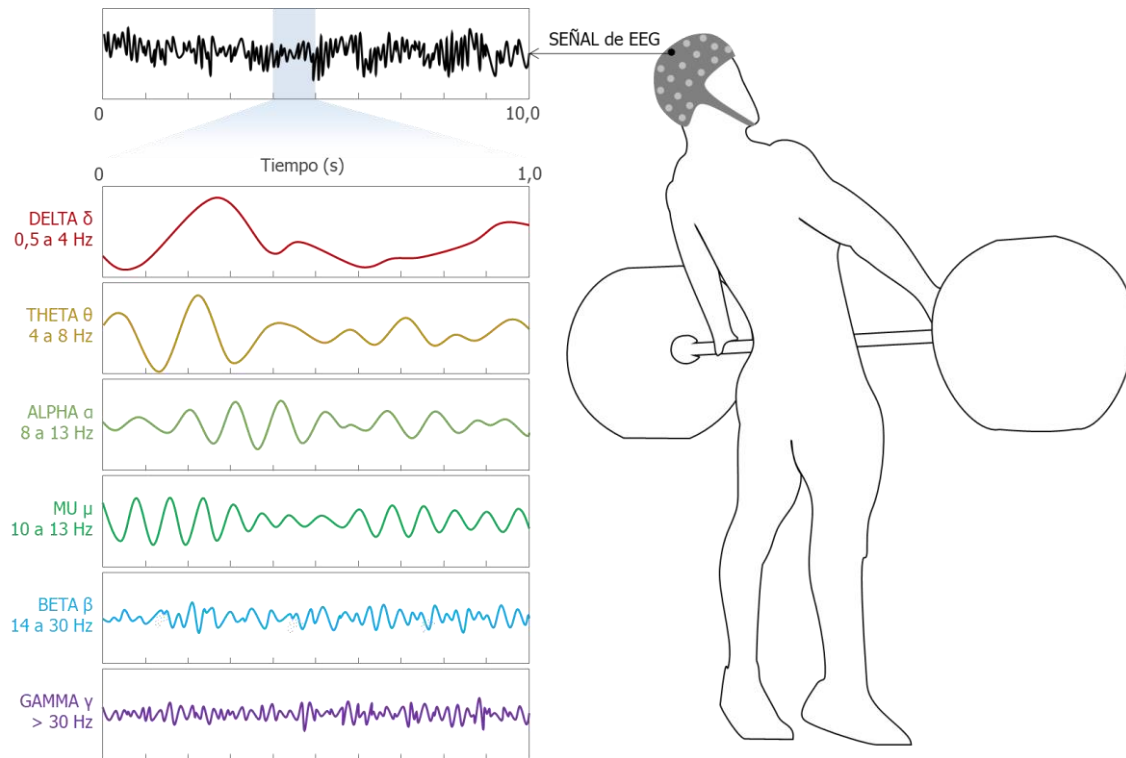 SEÑAL de EEG
0
10,0
Tiempo (s)
0
1,0
DELTA δ
0,5 a 4 Hz
THETA θ
4 a 8 Hz
ALPHA α
8 a 13 Hz
MU μ
10 a 13 Hz
BETA β
14 a 30 Hz
GAMMA γ
> 30 Hz